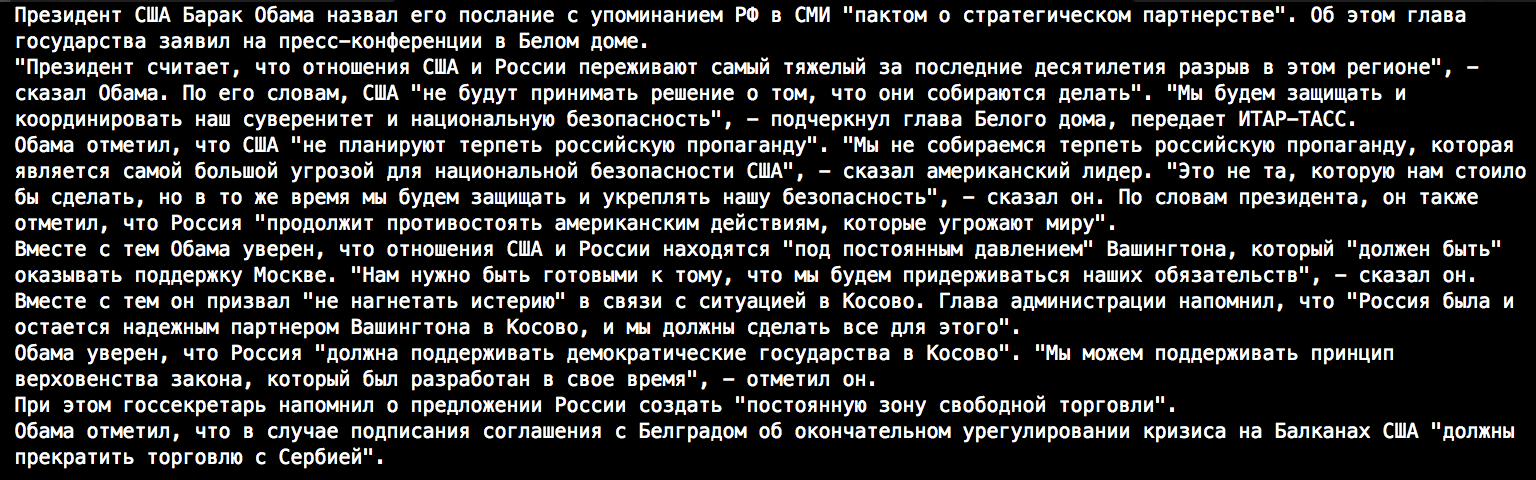 Президент США Барак Обама назвал его послание с упоминанием РФ в СМИ "пактом о стратегическом партнерстве". Об этом глава
государства заявил на пресс–конференции в Белом доме.
"Президент считает, что отношения США и России переживают самый тяжелый за последние десятилетия разрыв в этом регионе", –
сказал Обама. По его словам, США "не будут принимать решение о том, что они собираются делать". "Мы будем защищать и
координировать наш суверенитет и национальную безопасность", – подчеркнул глава Белого дома, передает ИТАР–ТАСС.
Обама отметил, что США "не планируют терпеть российскую пропаганду". "Мы не собираемся терпеть российскую пропаганду, которая
является самой большой угрозой для национальной безопасности США", – сказал американский лидер. "Это не та, которую нам стоило
бы сделать, но в то же время мы будем защищать и укреплять нашу безопасность", – сказал он. По словам президента, он также
отметил, что Россия "продолжит противостоять американским действиям, которые угрожают миру".
Вместе с тем Обама уверен, что отношения США и России находятся "под постоянным давлением" Вашингтона, который "должен быть"
оказывать поддержку Москве. "Нам нужно быть готовыми к тому, что мы будем придерживаться наших обязательств", – сказал он.
Вместе с тем он призвал "не нагнетать истерию" в связи с ситуацией в Косово. Глава администрации напомнил, что "Россия была и
остается надежным партнером Вашингтона в Косово, и мы должны сделать все для этого".
Обама уверен, что Россия "должна поддерживать демократические государства в Косово". "Мы можем поддерживать принцип
верховенства закона, который был разработан в свое время", – отметил он.
При этом госсекретарь напомнил о предложении России создать "постоянную зону свободной торговли".
Обама отметил, что в случае подписания соглашения с Белградом об окончательном урегулировании кризиса на Балканах США "должны
прекратить торговлю с Сербией".